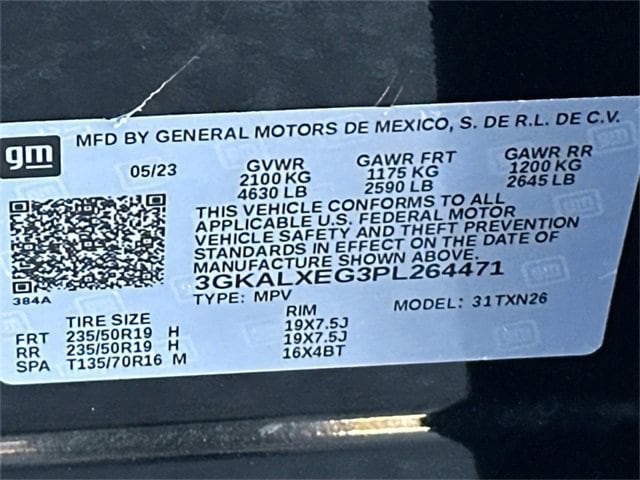 gm
MFD BY GENERAL MOTORS DE MEXICO, S. DE R.L. DE C.V.
05/23 GVWR GAWR FRT GAWR RR
2100 KG 1175 KG 1200 KG
4630 LB 2590 LB 2645 LB
THIS VEHICLE CONFORMS TO ALL
APPLICABLE U.S. FEDERAL MOTOR
VEHICLE SAFETY AND THEFT PREVENTION
STANDARDS IN EFFECT ON THE DATE OF
MANUFACTURE SHOWN ABOVE.
3GKALXEG3PL264471
384A
TYPE: MPV MODEL: 31TXN26
TIRE SIZE RIM
FRT 235/50R19 H 19X7.5J
RR 235/50R19 H 19X7.5J
SPA T135/70R16 M 16X4BT